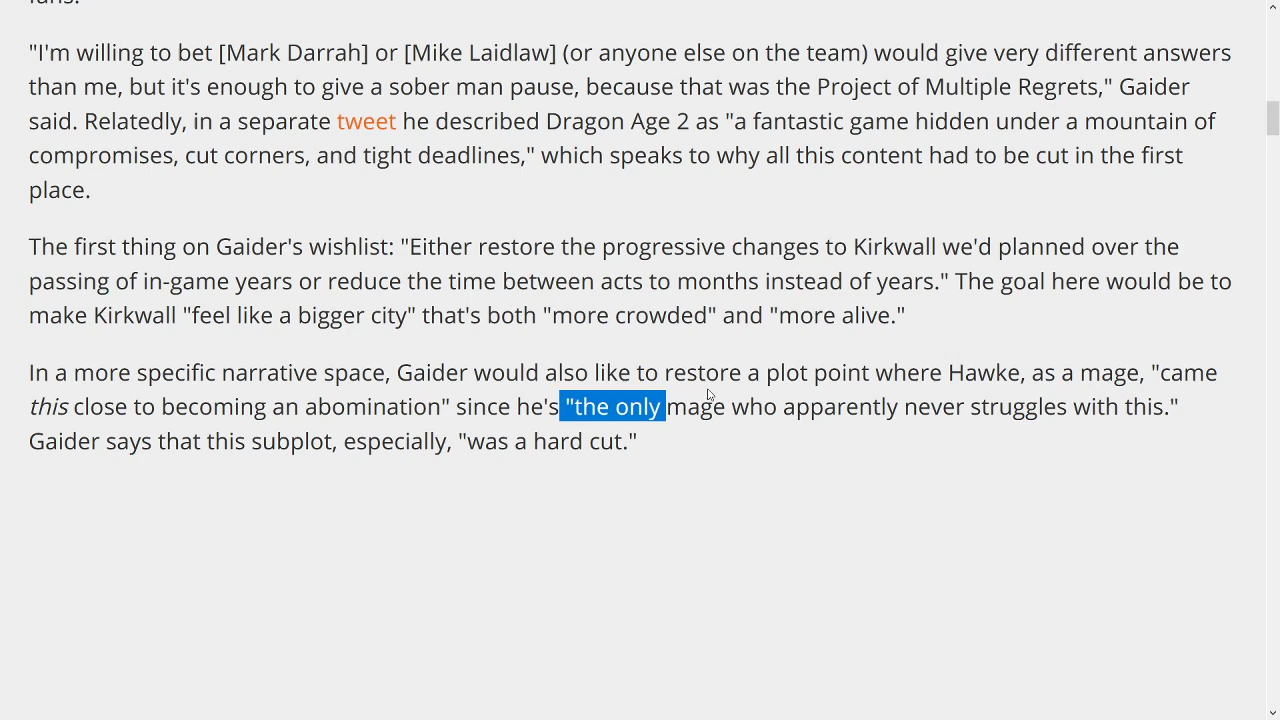 "I'm willing to bet [Mark Darrah] or [Mike Laidlaw] (or anyone else on the team) would give very different answers
than me, but it's enough to give a sober man pause, because that was the Project of Multiple Regrets," Gaider
said. Relatedly, in a separate tweet he described Dragon Age 2 as "a fantastic game hidden under a mountain of
compromises, cut corners, and tight deadlines," which speaks to why all this content had to be cut in the first
place.
The first thing on Gaider's wishlist: "Either restore the progressive changes to Kirkwall we'd planned over the
passing of in-game years or reduce the time between acts to months instead of years." The goal here would be to
make Kirkwall "feel like a bigger city" that's both "more crowded" and "more alive."
In a more specific narrative space, Gaider would also like to restore a plot point where Hawke, as a mage, "came
this close to becoming an abomination" since he's "the only mage who apparently never struggles with this."
Gaider says that this subplot, especially, "was a hard cut."